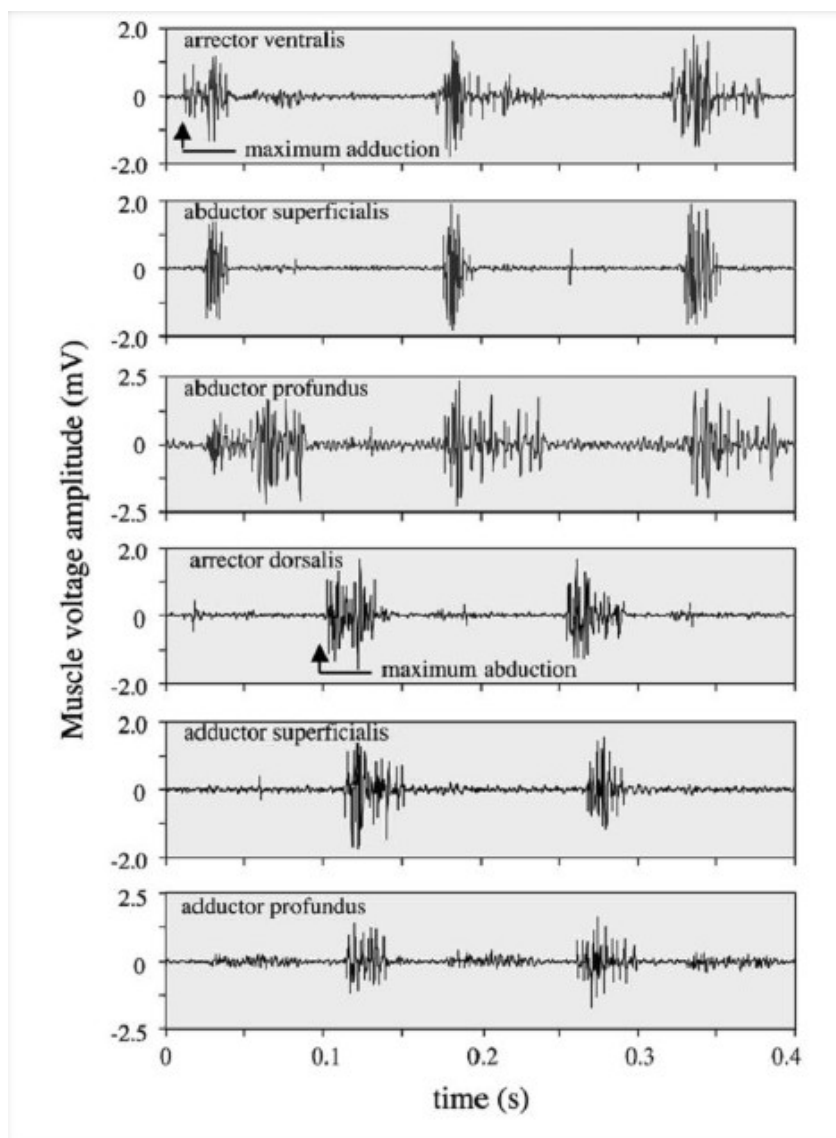 Muscle voltage amplitude (mV)
2.0
arrector ventralis
0
maximum adduction
-2.0
2.0
abductor superficialis
0
-2.0
2.5
abductor profundus
0
-2.5
2.0
arrector dorsalis
0
maximum abduction
-2.0
2.0
adductor superficialis
0
-2.0
2.5
adductor profundus
0
-2.5
0 0.1 0.2 0.3 0.4
time (s)